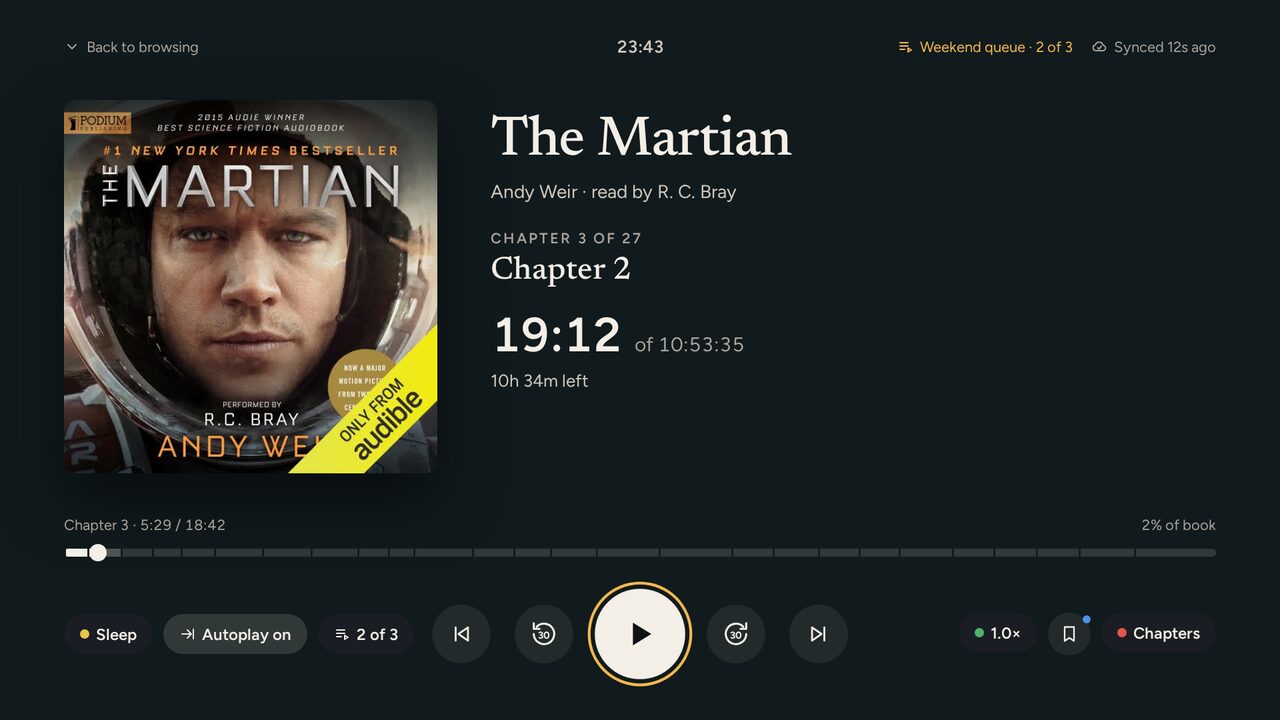 Back to browsing
23:43
Weekend queue · 2 of 3
Synced 12s ago
PODIUM
PUBLISHING
2015 AUDIE WINNER
BEST SCIENCE FICTION AUDIOBOOK
#1 NEW YORK TIMES BESTSELLER
THE MARTIAN
NOW A MAJOR
MOTION
FROM
PERFORMED BY
R.C. BRAY
ANDY
ONLY FROM
audible
The Martian
Andy Weir · read by R. C. Bray
CHAPTER 3 OF 27
Chapter 2
19:12 of 10:53:35
10h 34m left
Chapter 3 · 5:29 / 18:42
2% of book
Sleep
Autoplay on
2 of 3
30
30
1.0×
Chapters